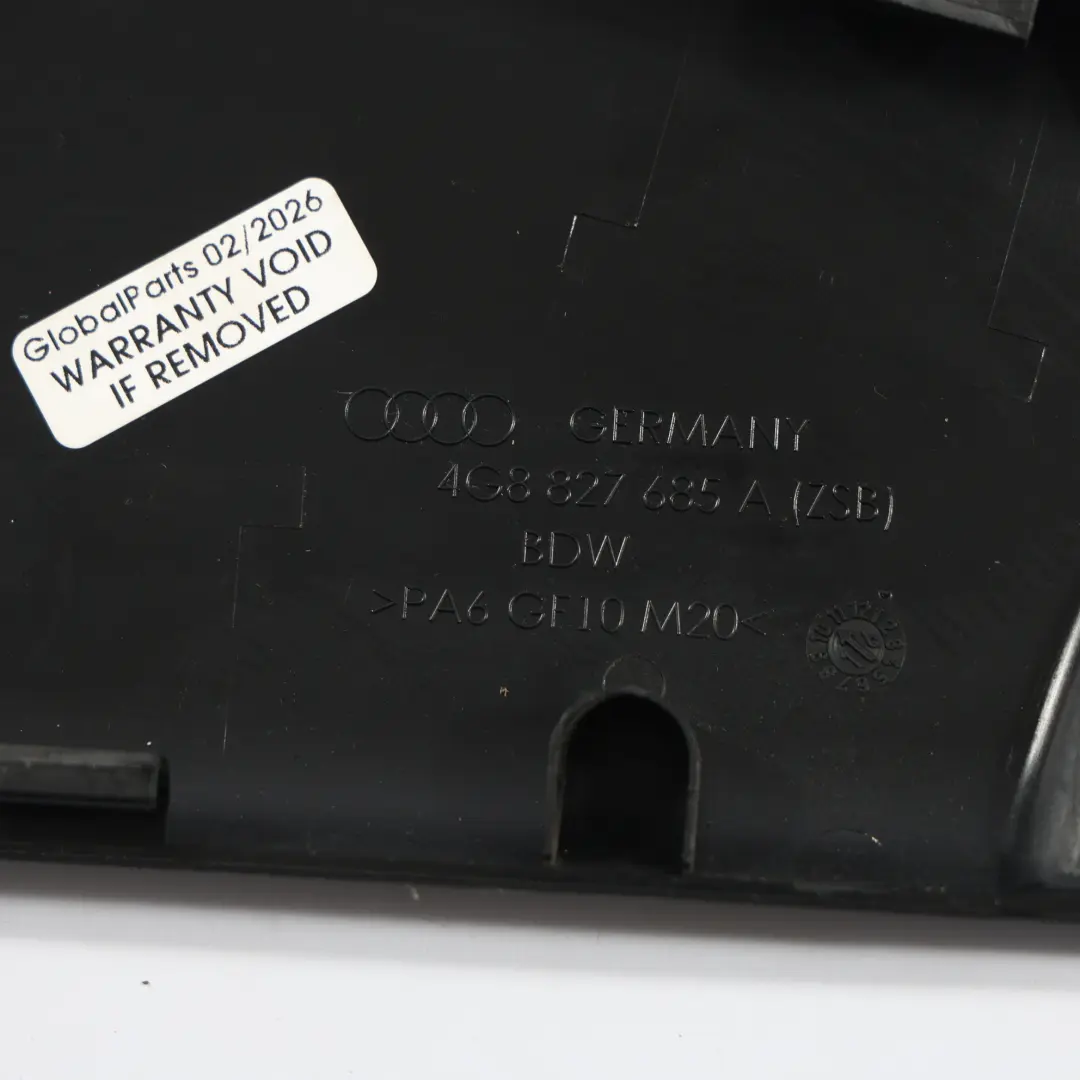 GlobalParts 02/2026
WARRANTY VOID
IF REMOVED
GERMANY
4G8 827 685 A (ZSB)
BDW
>PA6 GF10 M20<